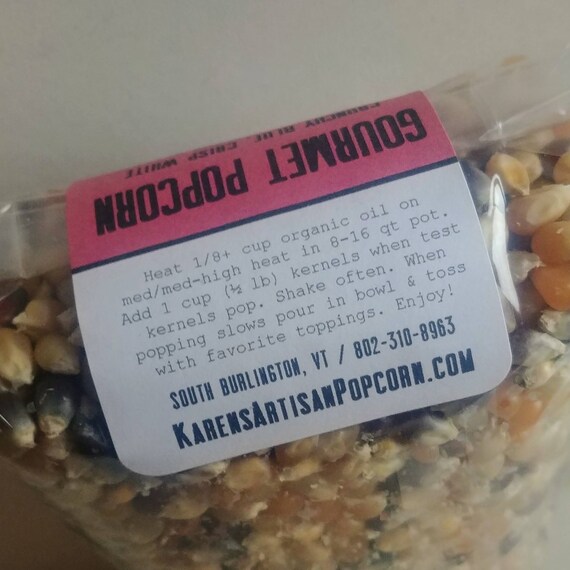 GOURMET POPCORN
CRUNCHY BLUE CRISP WHITE
Heat 1/8+ cup organic oil on
med/med-high heat in 8-16 qt pot.
Add 1 cup (½ lb) kernels when test
kernels pop. Shake often. When
popping slows pour in bowl & toss
with favorite toppings. Enjoy!
SOUTH BURLINGTON, VT / 802-310-8963
KARENSARTISANPOPCORN.COM